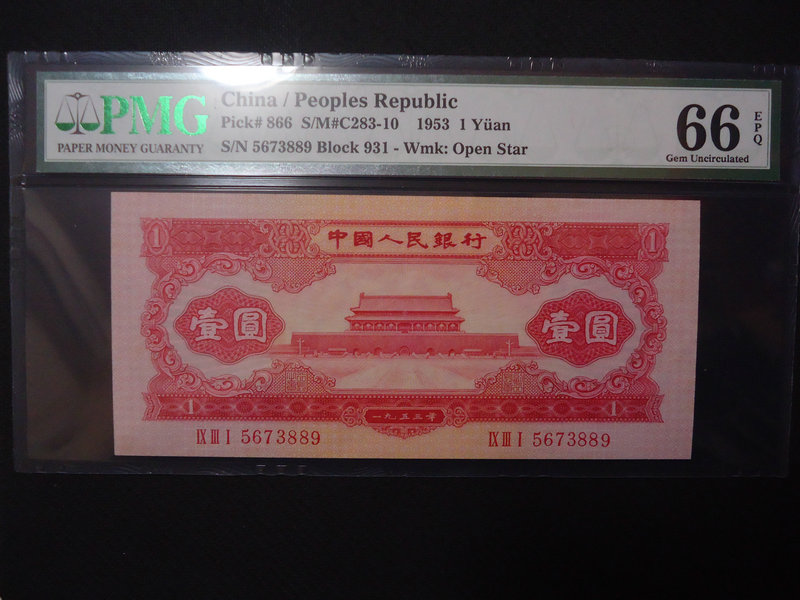 PMG
PAPER MONEY GUARANTY
China / Peoples Republic
Pick# 866 S/M#C283-10 1953 1 Yüan
S/N 5673889 Block 931 - Wmk: Open Star
66
EPQ
Gem Uncirculated
1
中國人民銀行
1
壹圓
壹圓
1
一九五三年
1
IX III I 5673889
IX III I 5673889